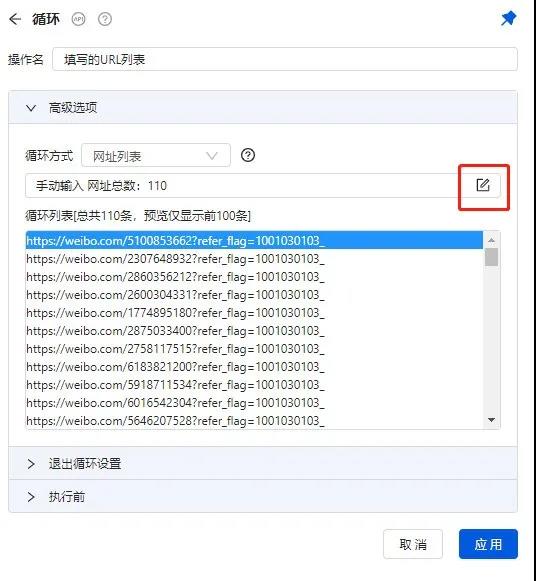 循环 API
操作名 填写的URL列表
高级选项
循环方式 网址列表
手动输入 网址总数：110
循环列表[总共110条，预览仅显示前100条]
https://weibo.com/5100853662?refer_flag=1001030103_
https://weibo.com/2307648932?refer_flag=1001030103_
https://weibo.com/2860356212?refer_flag=1001030103_
https://weibo.com/2600304331?refer_flag=1001030103_
https://weibo.com/1774895180?refer_flag=1001030103_
https://weibo.com/2875033400?refer_flag=1001030103_
https://weibo.com/2758117515?refer_flag=1001030103_
https://weibo.com/6183821200?refer_flag=1001030103_
https://weibo.com/5918711534?refer_flag=1001030103_
https://weibo.com/6016542304?refer_flag=1001030103_
https://weibo.com/5646207528?refer_flag=1001030103_
退出循环设置
执行前
取消 应用